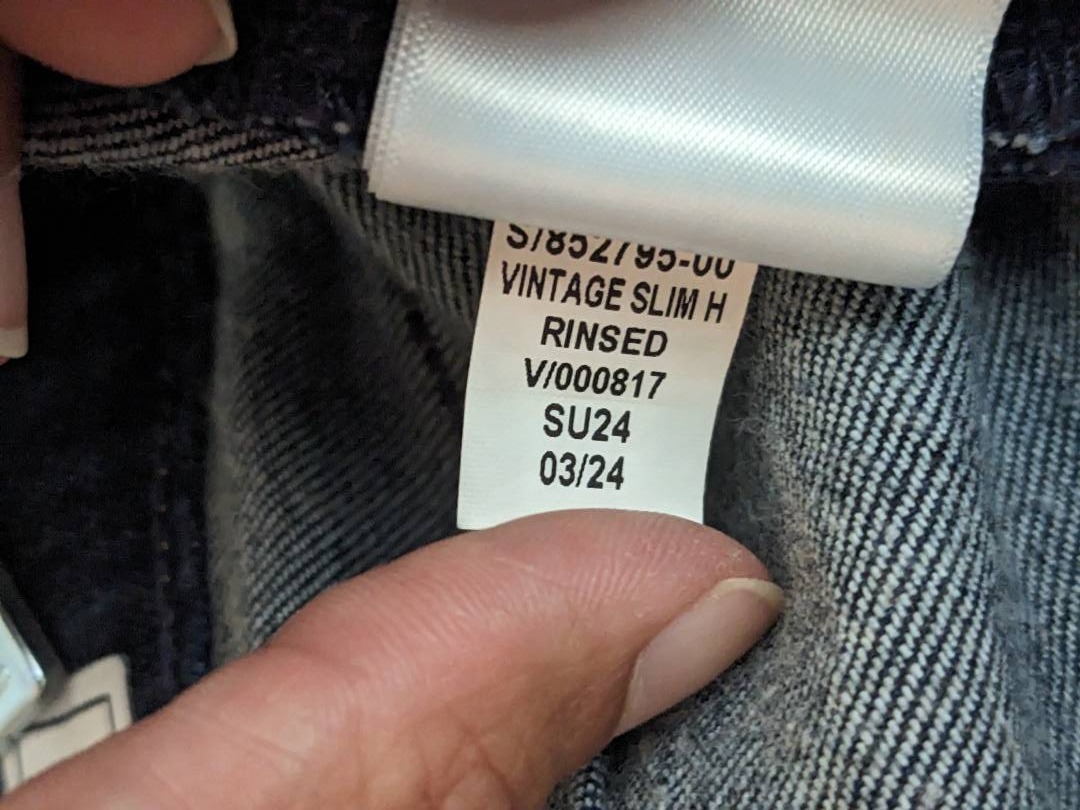 S/852795-00
VINTAGE SLIM H
RINSED
V/000817
SU24
03/24